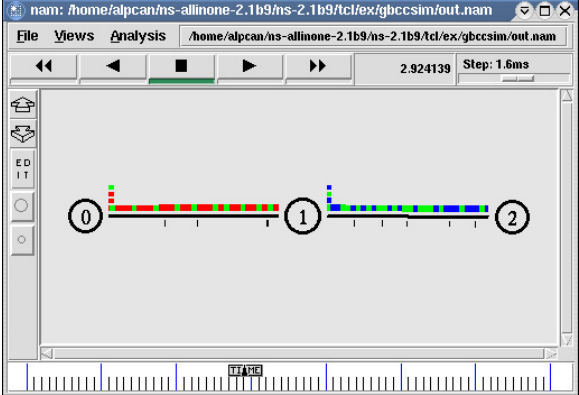 nam: /home/alpcan/ns-allinone-2.1b9/ns-2.1b9/tcl/ex/gbccsim/out.nam
File Views Analysis /home/alpcan/ns-allinone-2.1b9/ns-2.1b9/tcl/ex/gbccsim/out.nam
2.924139 Step: 1.6ms
ED
IT
0 1 2
TIME